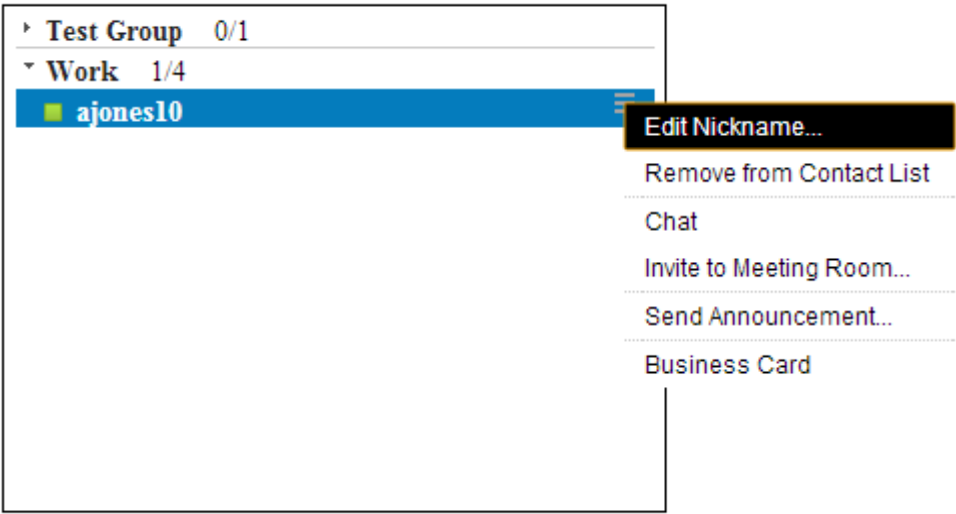 Test Group 0/1
Work 1/4
ajones10
Edit Nickname...
Remove from Contact List
Chat
Invite to Meeting Room...
Send Announcement...
Business Card